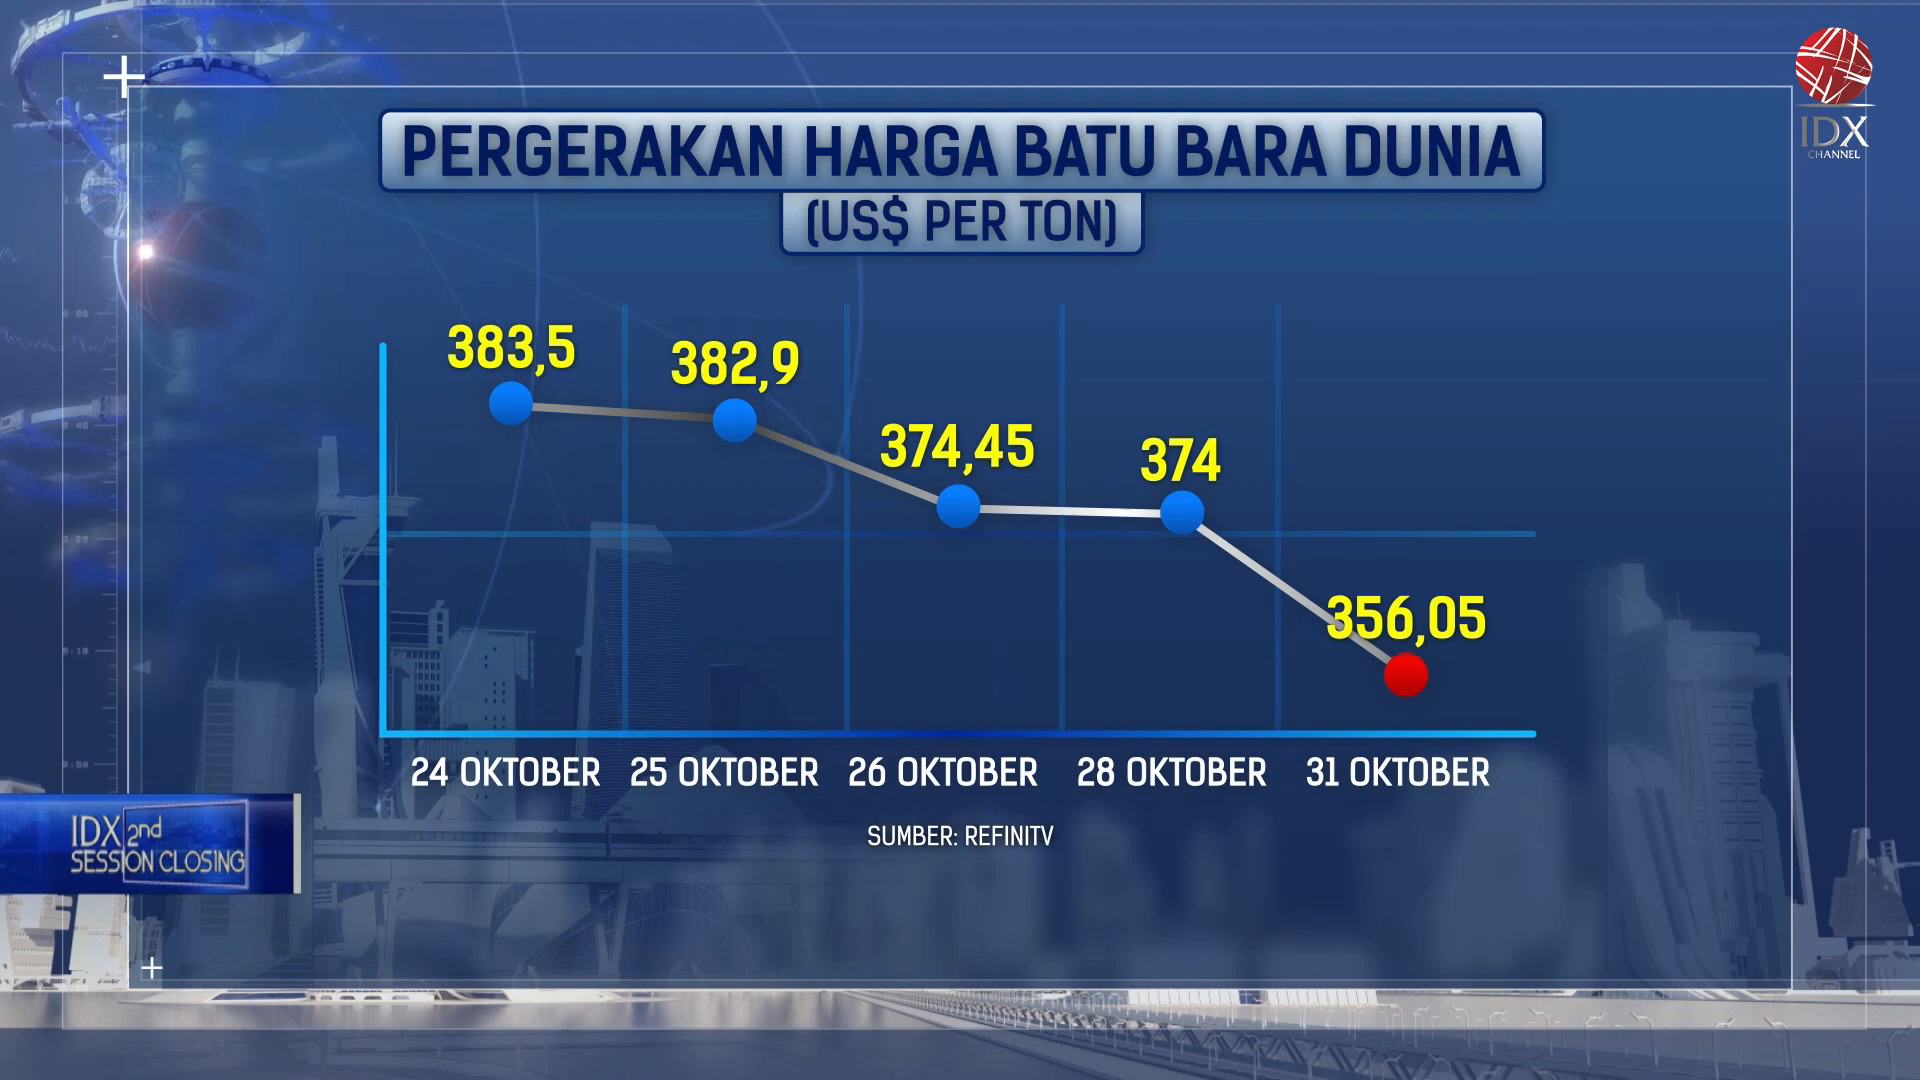 IDX
CHANNEL
PERGERAKAN HARGA BATU BARA DUNIA
(US$ PER TON)
383,5
382,9
374,45
374
356,05
24 OKTOBER 25 OKTOBER 26 OKTOBER 28 OKTOBER 31 OKTOBER
SUMBER: REFINITV
IDX 2nd
SESSION CLOSING